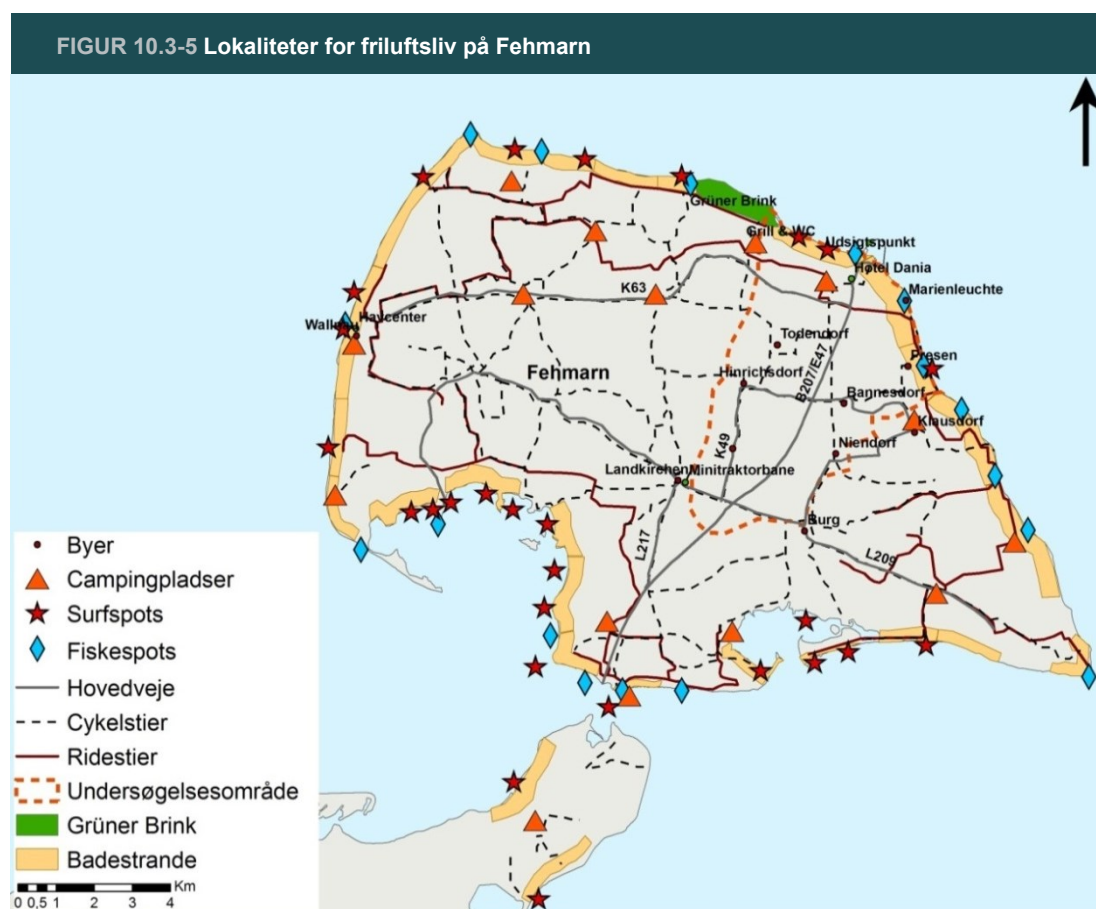 FIGUR 10.3-5 Lokaliteter for friluftsliv på Fehmarn
Grüner Brink
Grill & WC
Udsigtspunkt
Hotel Dania
K63
Marienleuchte
Havcenter
Todendorf
Presen
Fehmarn
Hinrichsdorf
B207/E47
Bannesdorf
Klausdorf
K49
Niendorf
Landkirchen
Minitraktorbane
Burg
L217
L209
Byer
Campingpladser
Surfspots
Fiskespots
Hovedveje
Cykelstier
Ridestier
Undersøgelsesområde
Grüner Brink
Badestrande
Km
0 0,5 1 2 3 4